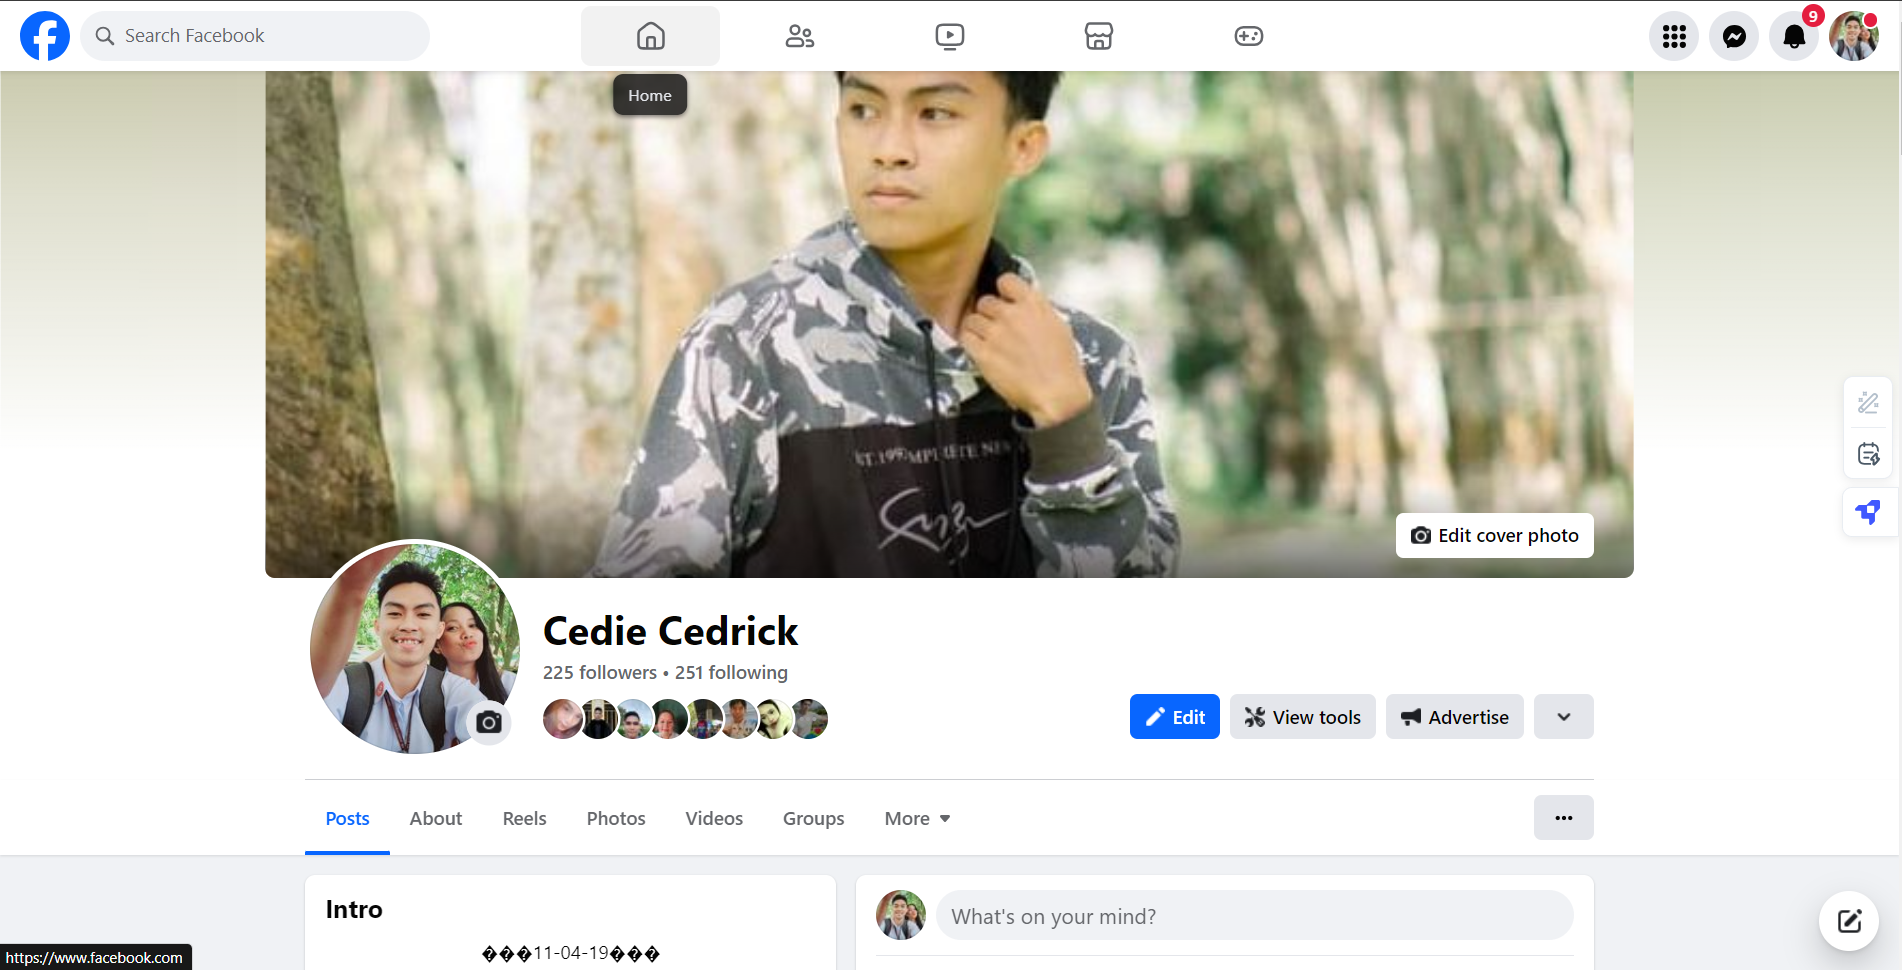 Search Facebook
9
Home
Edit cover photo
Cedie Cedrick
225 followers • 251 following
Edit
View tools
Advertise
Posts
About
Reels
Photos
Videos
Groups
More
Intro
What's on your mind?
���11-04-19���
https://www.facebook.com